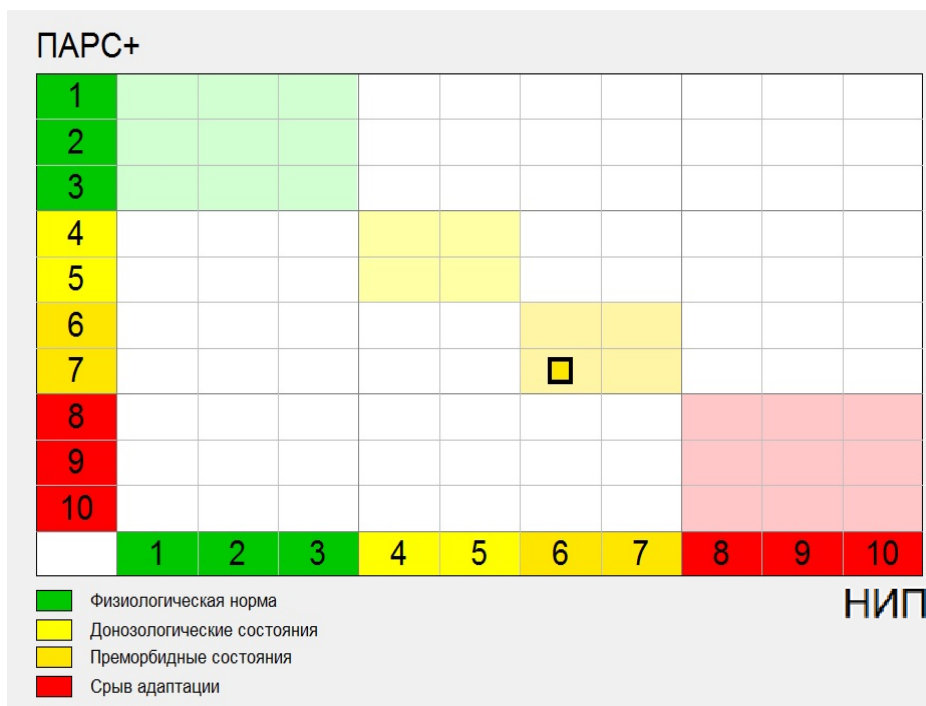 ПАРС+
1
2
3
4
5
6
7
8
9
10
1 2 3 4 5 6 7 8 9 10
НИП
Физиологическая норма
Донозологические состояния
Преморбидные состояния
Срыв адаптации